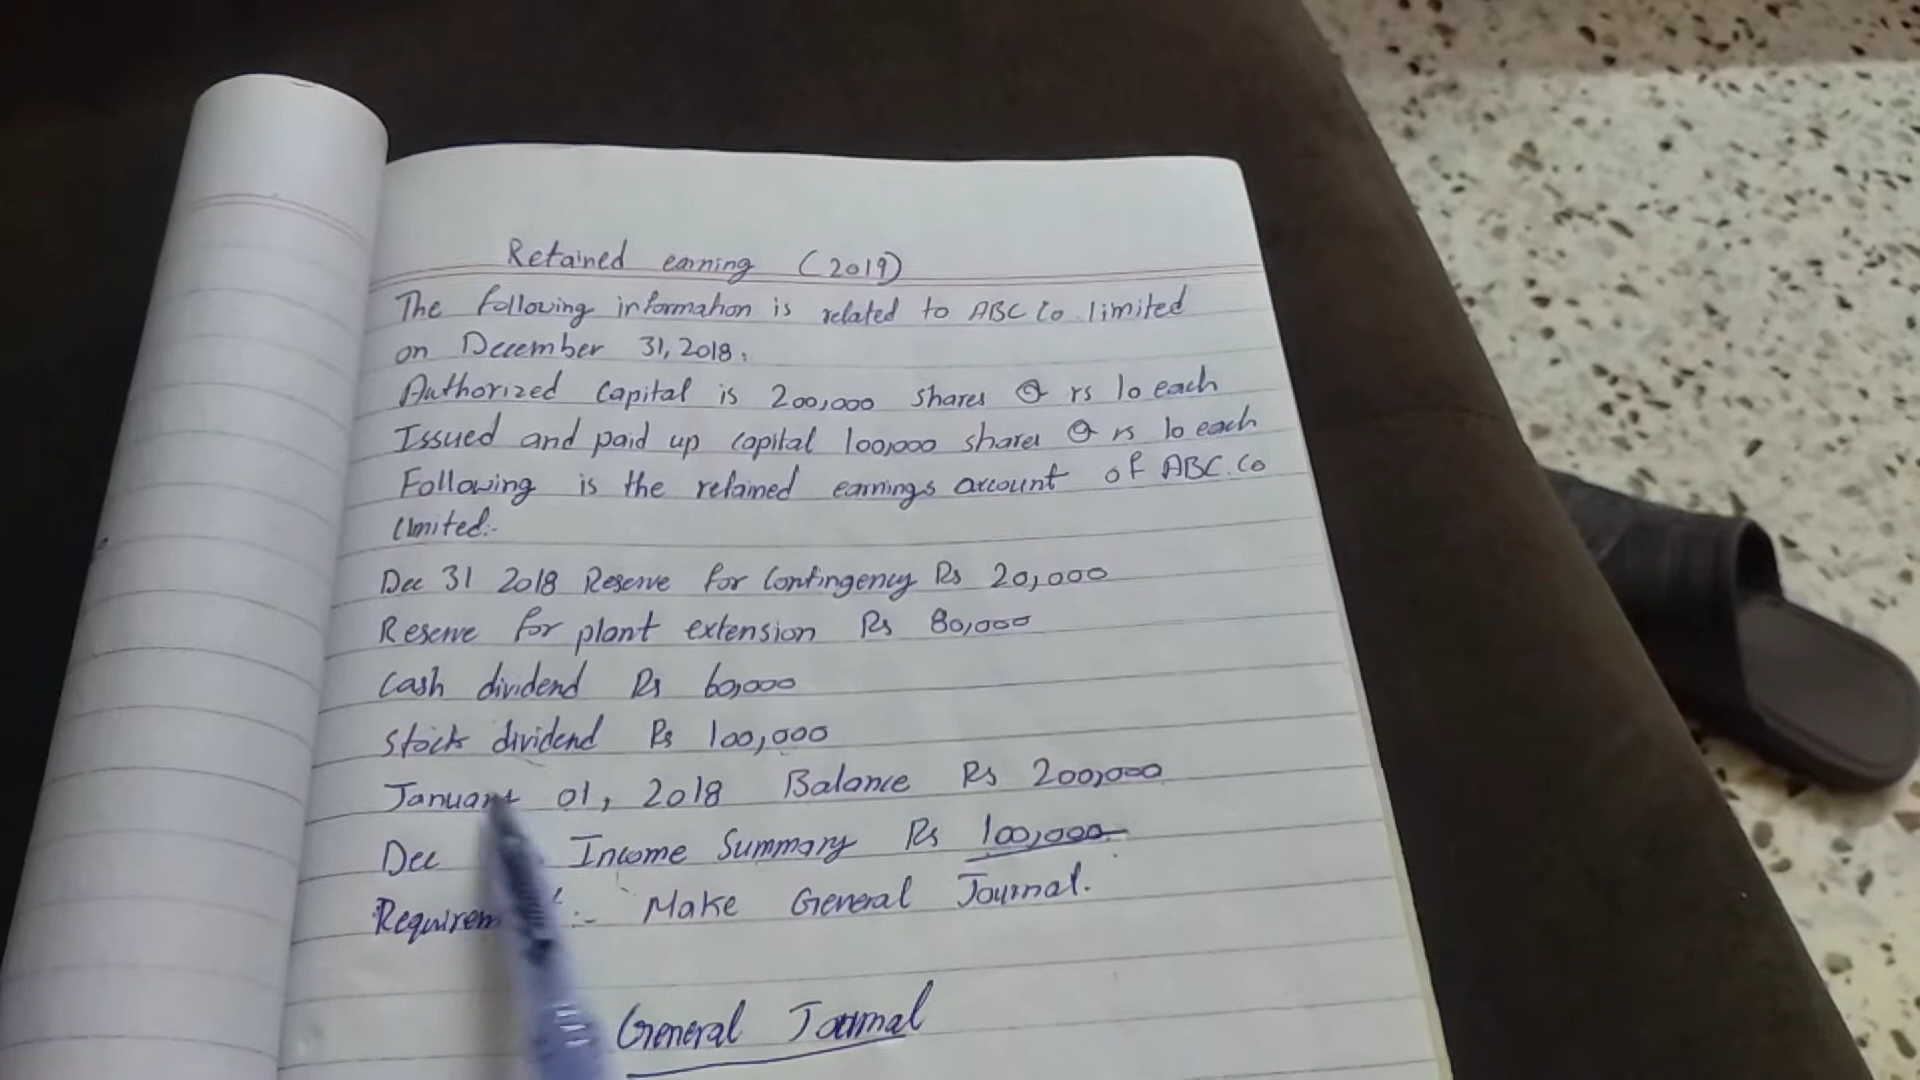 Retained earning (2019)
The following information is related to ABC Co. limited
on December 31, 2018.
Authorized Capital is 200,000 shares @ rs 10 each
Issued and paid up capital 100,000 shares @ rs 10 each
Following is the retained earnings account of ABC. Co
limited:-
Dec 31 2018 Reserve for Contingency Rs 20,000
Reserve for plant extension Rs 80,000
Cash dividend Rs 60,000
Stock dividend Rs 100,000
January 01, 2018 Balance Rs 200,000
Dec Income Summary Rs 100,000
:- Make General Journal.
General Journal